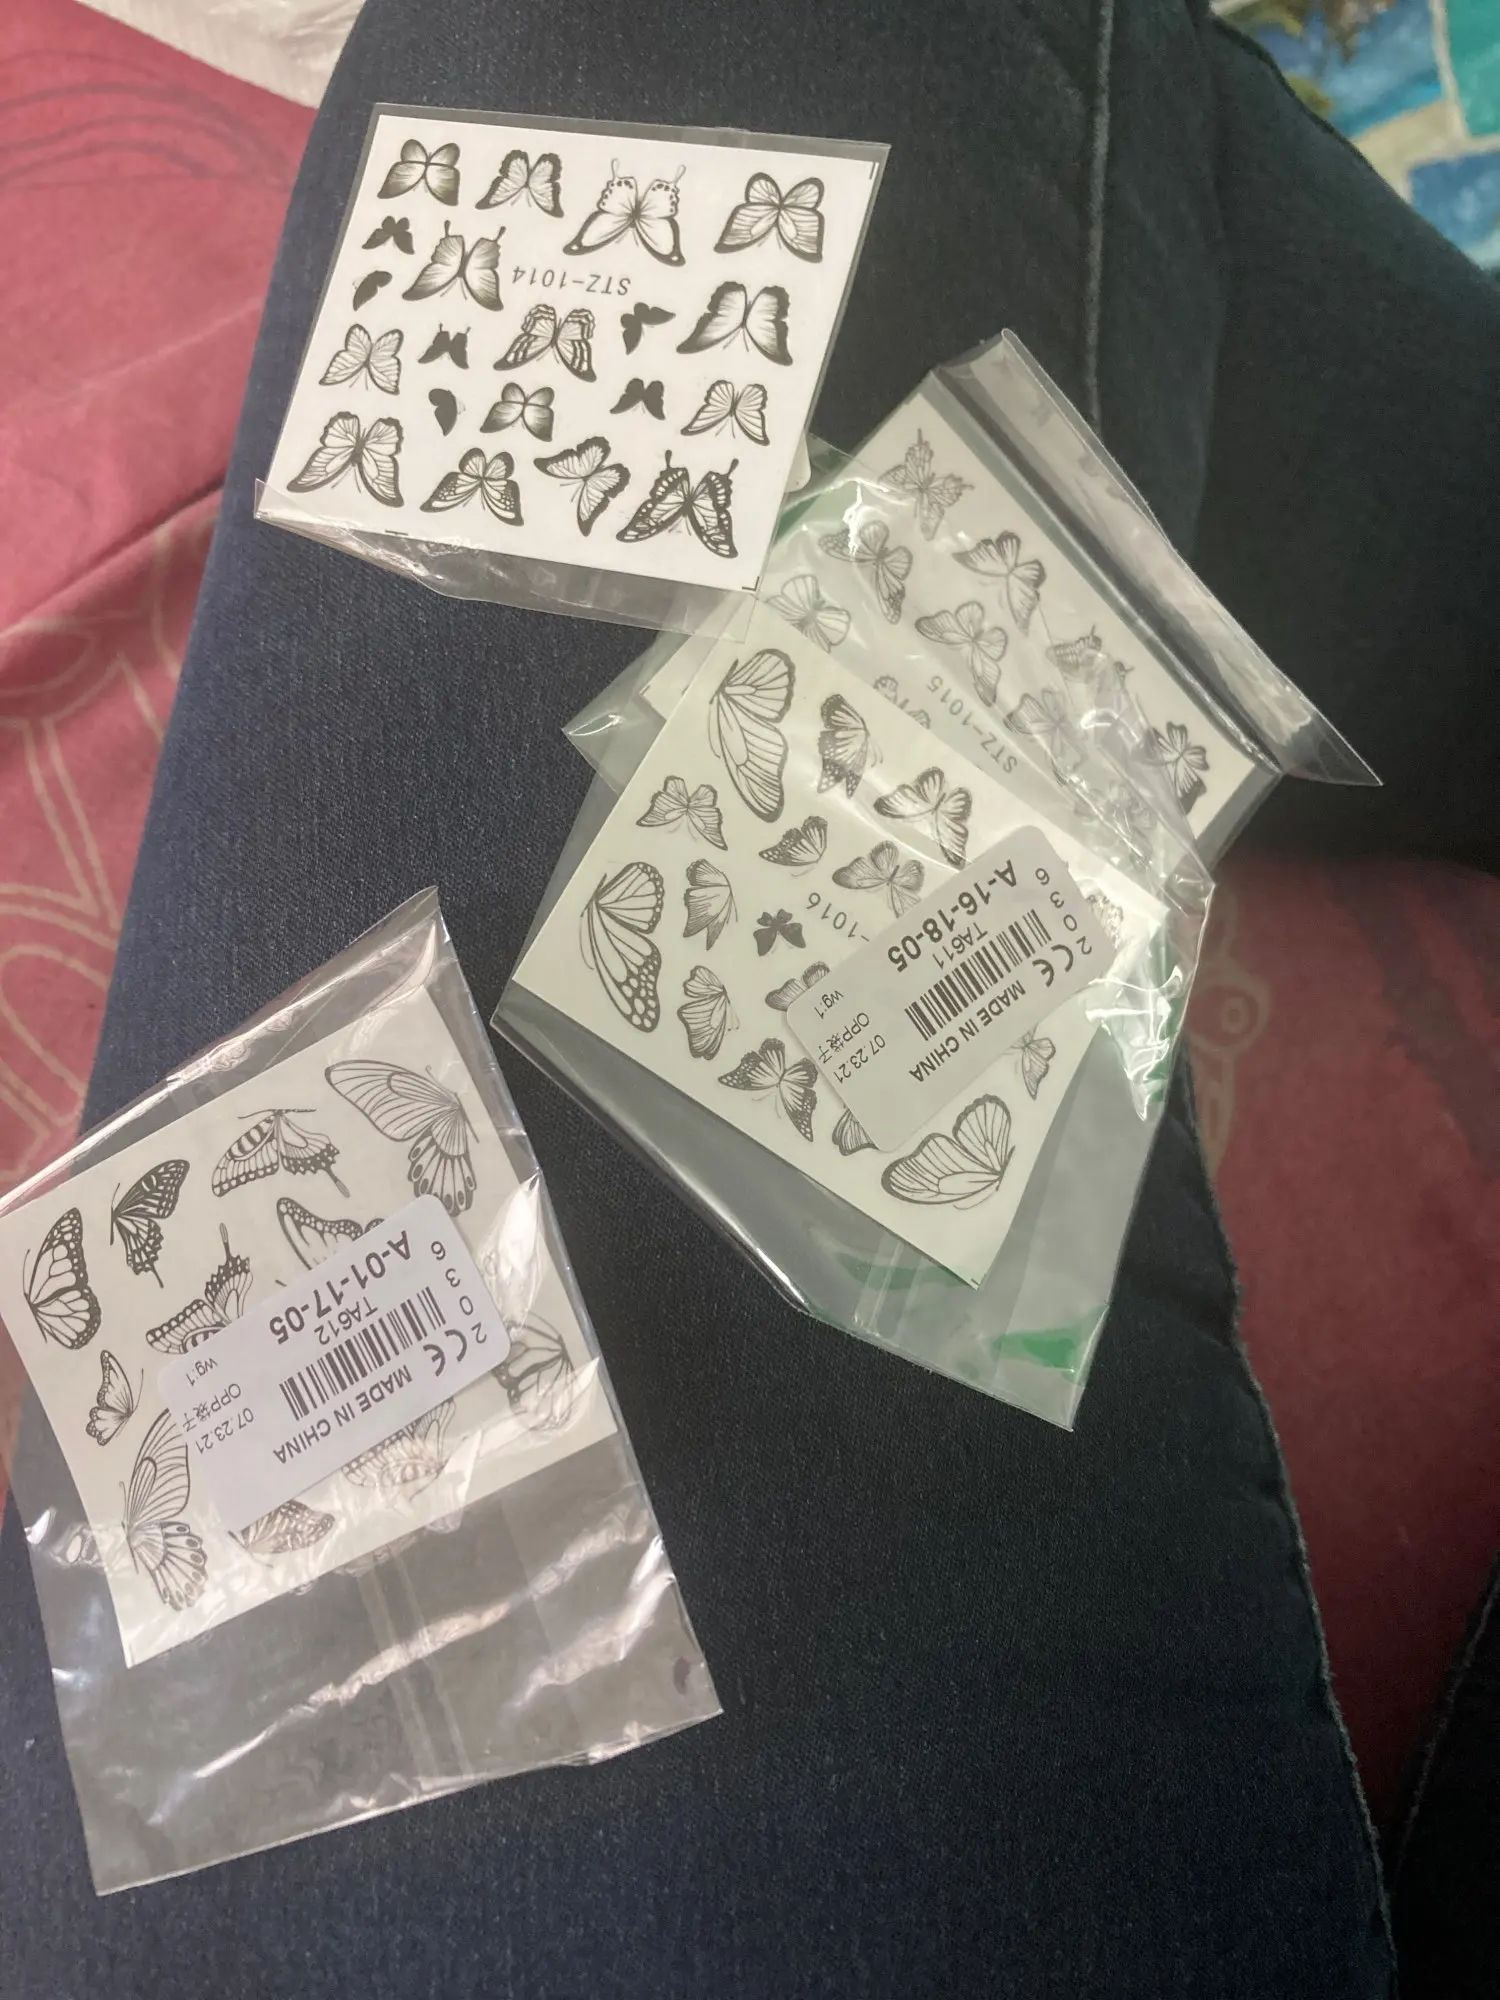 STZ-1014
STZ-1015
-1016
MADE IN CHINA
07.23.21
OPP袋子
wg:1
TA611
A-16-18-05
2036
CE
MADE IN CHINA
07.23.21
OPP袋子
wg:1
TA612
A-01-17-05
2036
CE